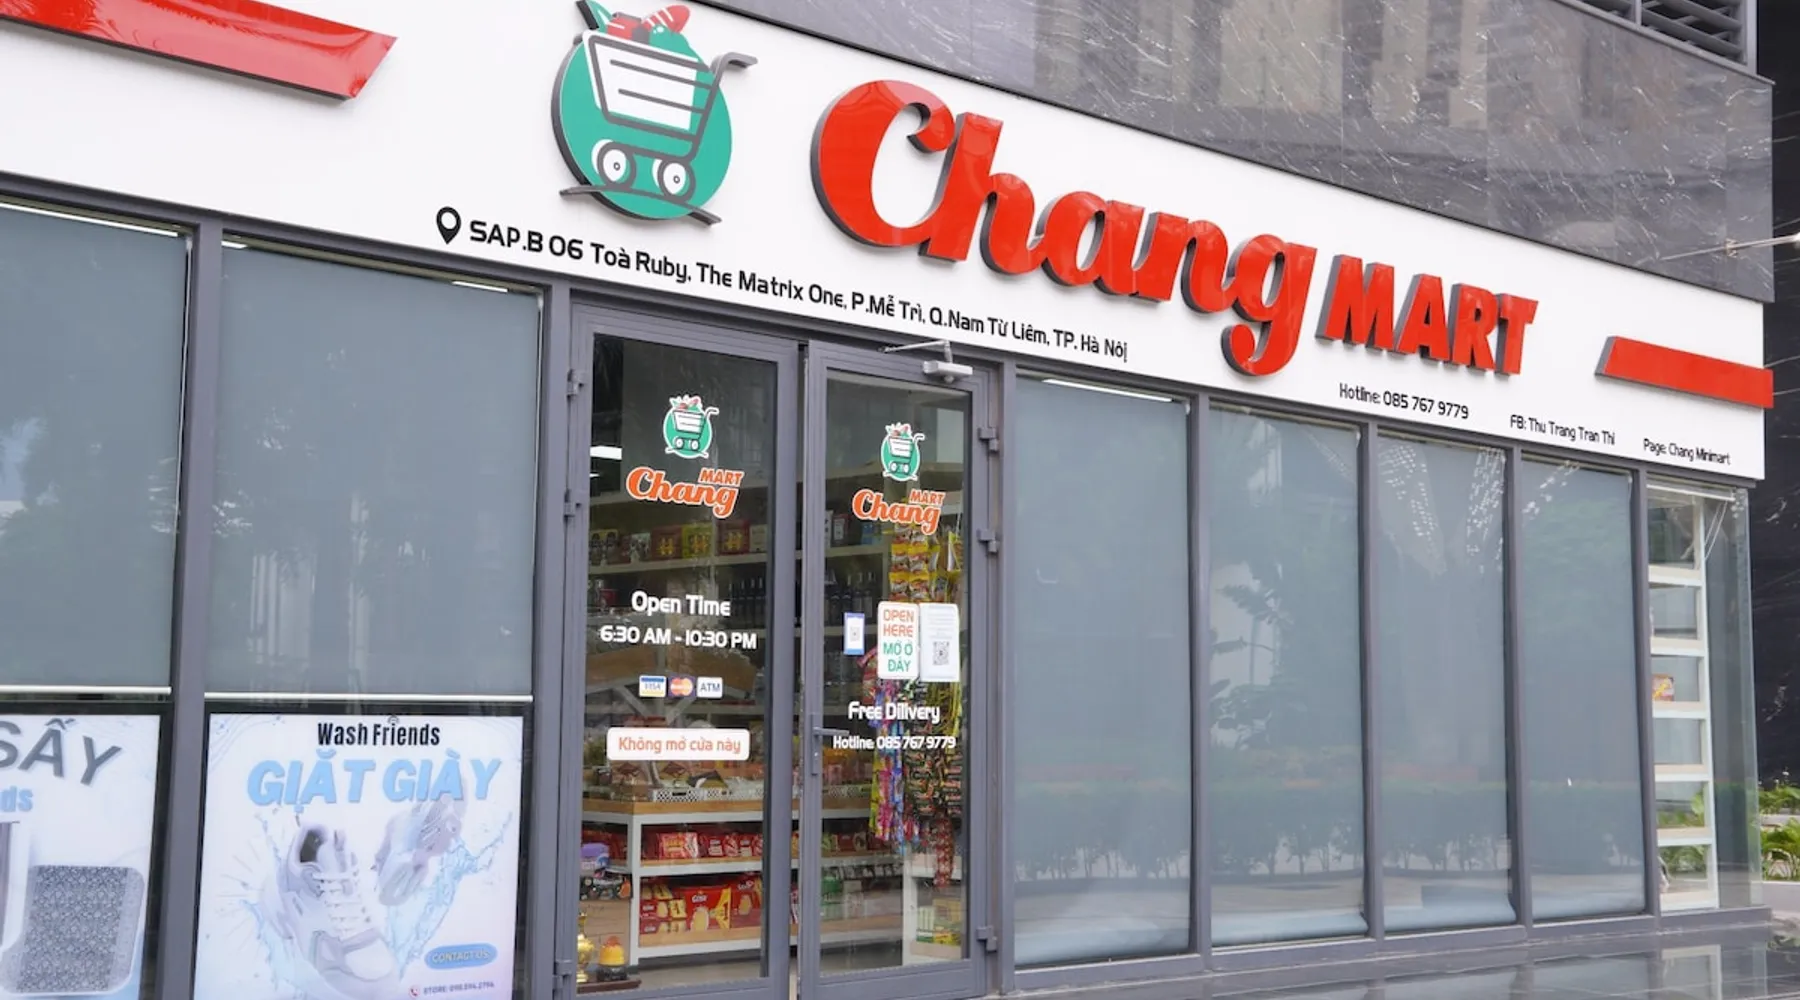 Chang MART
SAP.B 06 Toà Ruby, The Matrix One, P.Mễ Trì, Q.Nam Từ Liêm, TP. Hà Nội
Hotline: 085 767 9779
FB: Thu Trang Tran Thi
Page: Chang Minimart
MART
Chang
Open Time
6:30 AM - 10:30 PM
VISA
ATM
Không mở cửa này
MART
Chang
OPEN
HERE
MỞ Ở
ĐÂY
Free Dilivery
Hotline: 085 767 9779
SẤY
ds
Wash Friends
GIẶT GIÀY
CONTACT US